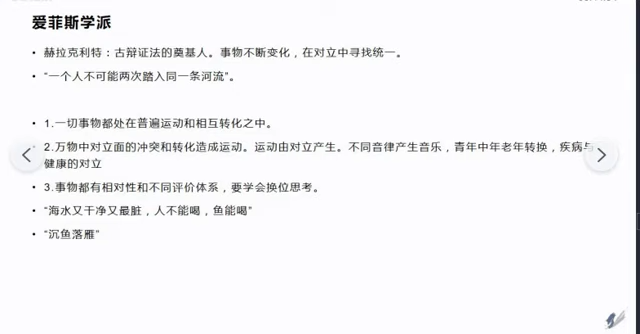 爱菲斯学派
• 赫拉克利特：古辩证法的奠基人。事物不断变化，在对立中寻找统一。
• “一个人不可能两次踏入同一条河流”。
• 1.一切事物都处在普遍运动和相互转化之中。
• 2.万物中对立面的冲突和转化造成运动。运动由对立产生。不同音律产生音乐，青年中年老年转换，疾病与
健康的对立
• 3.事物都有相对性和不同评价体系，要学会换位思考。
• “海水又干净又最脏，人不能喝，鱼能喝”
• “沉鱼落雁”